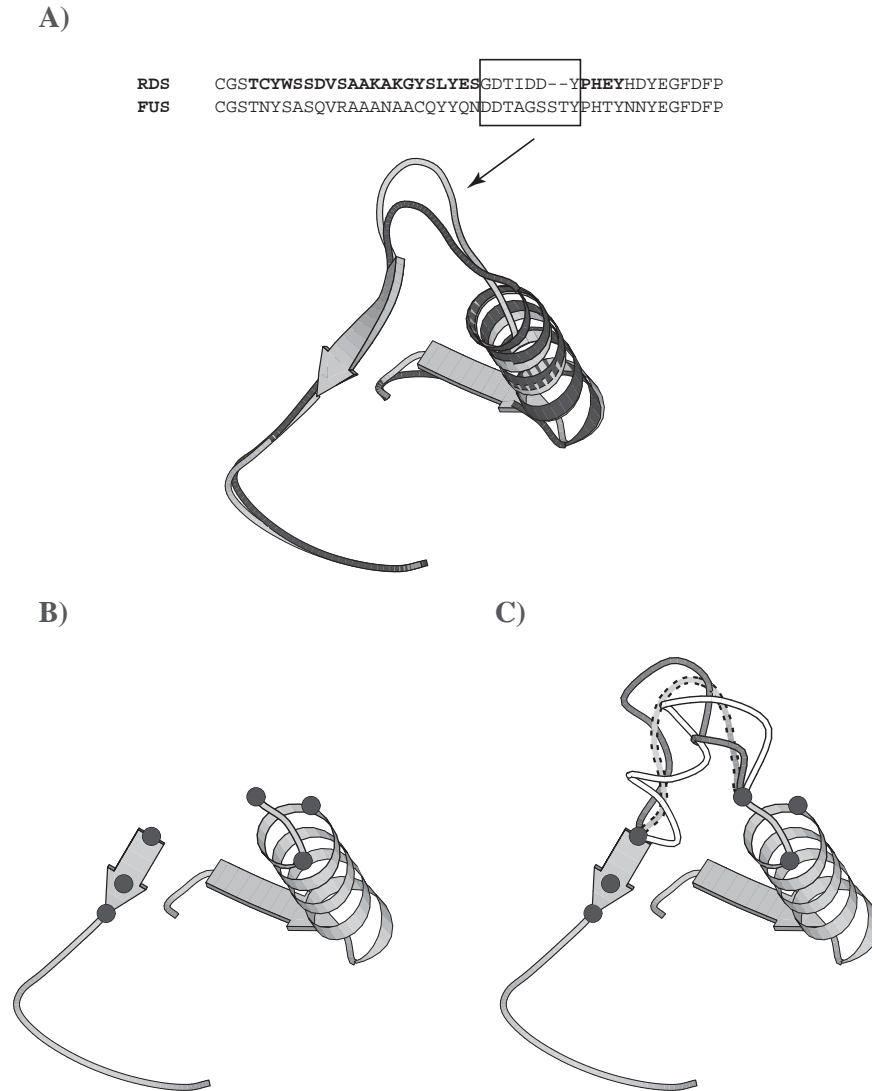 A)
RDS CGSTCYWSSDVSAAKAKGYSLYESGDTIDD--YPHEYHDYEGFDFP
FUS CGSTNYSASQVRAAANAACQYYQNDDTAGSSTYPHTYNNYEGFDFP
B) C)